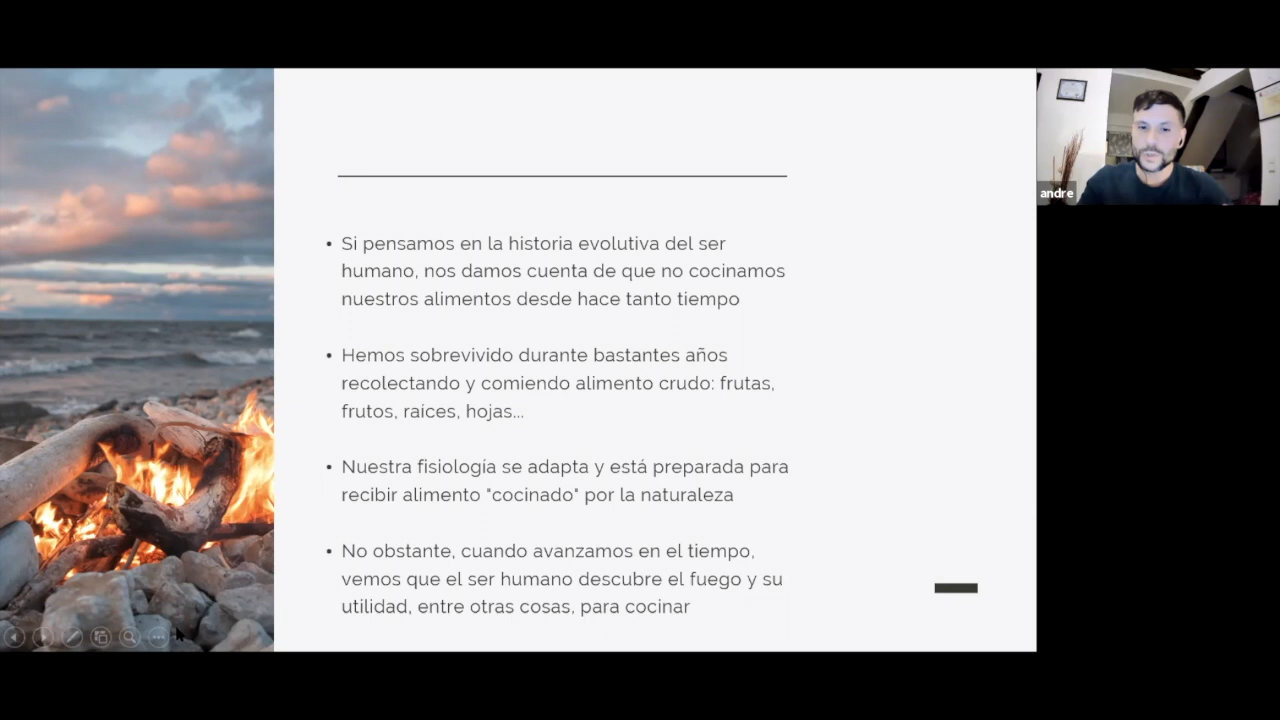 • Si pensamos en la historia evolutiva del ser
humano, nos damos cuenta de que no cocinamos
nuestros alimentos desde hace tanto tiempo
• Hemos sobrevivido durante bastantes años
recolectando y comiendo alimento crudo: frutas,
frutos, raíces, hojas...
• Nuestra fisiología se adapta y está preparada para
recibir alimento "cocinado" por la naturaleza
• No obstante, cuando avanzamos en el tiempo,
vemos que el ser humano descubre el fuego y su
utilidad, entre otras cosas, para cocinar
andre